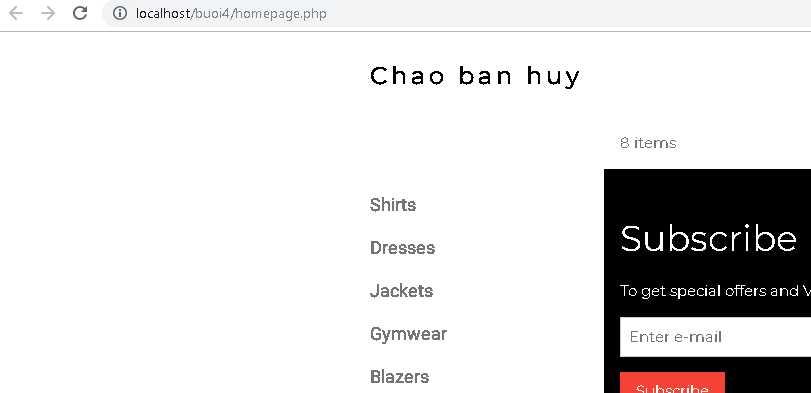 localhost/buoi4/homepage.php
Chao ban huy
8 items
Shirts
Dresses
Jackets
Gymwear
Blazers
Subscribe
To get special offers and
Enter e-mail
Subscribe